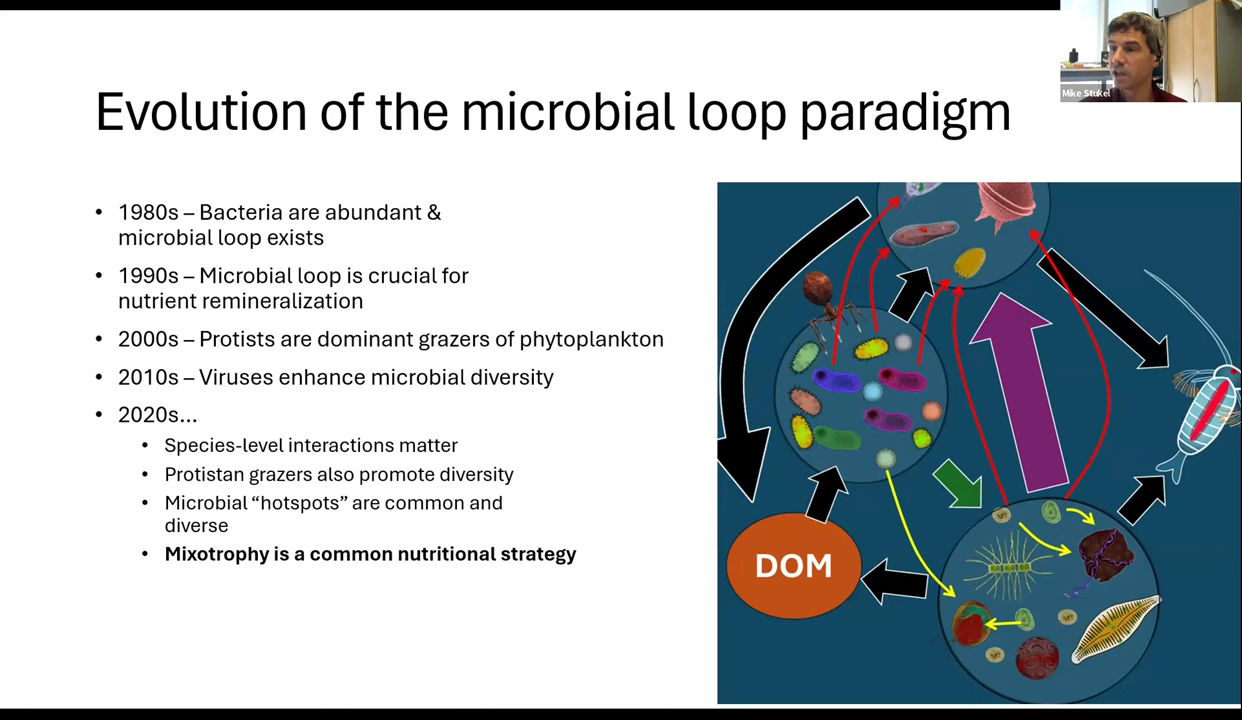 Mike Stukel
Evolution of the microbial loop paradigm
• 1980s – Bacteria are abundant &
microbial loop exists
• 1990s – Microbial loop is crucial for
nutrient remineralization
• 2000s – Protists are dominant grazers of phytoplankton
• 2010s – Viruses enhance microbial diversity
• 2020s…
• Species-level interactions matter
• Protistan grazers also promote diversity
• Microbial “hotspots” are common and
diverse
• Mixotrophy is a common nutritional strategy
DOM